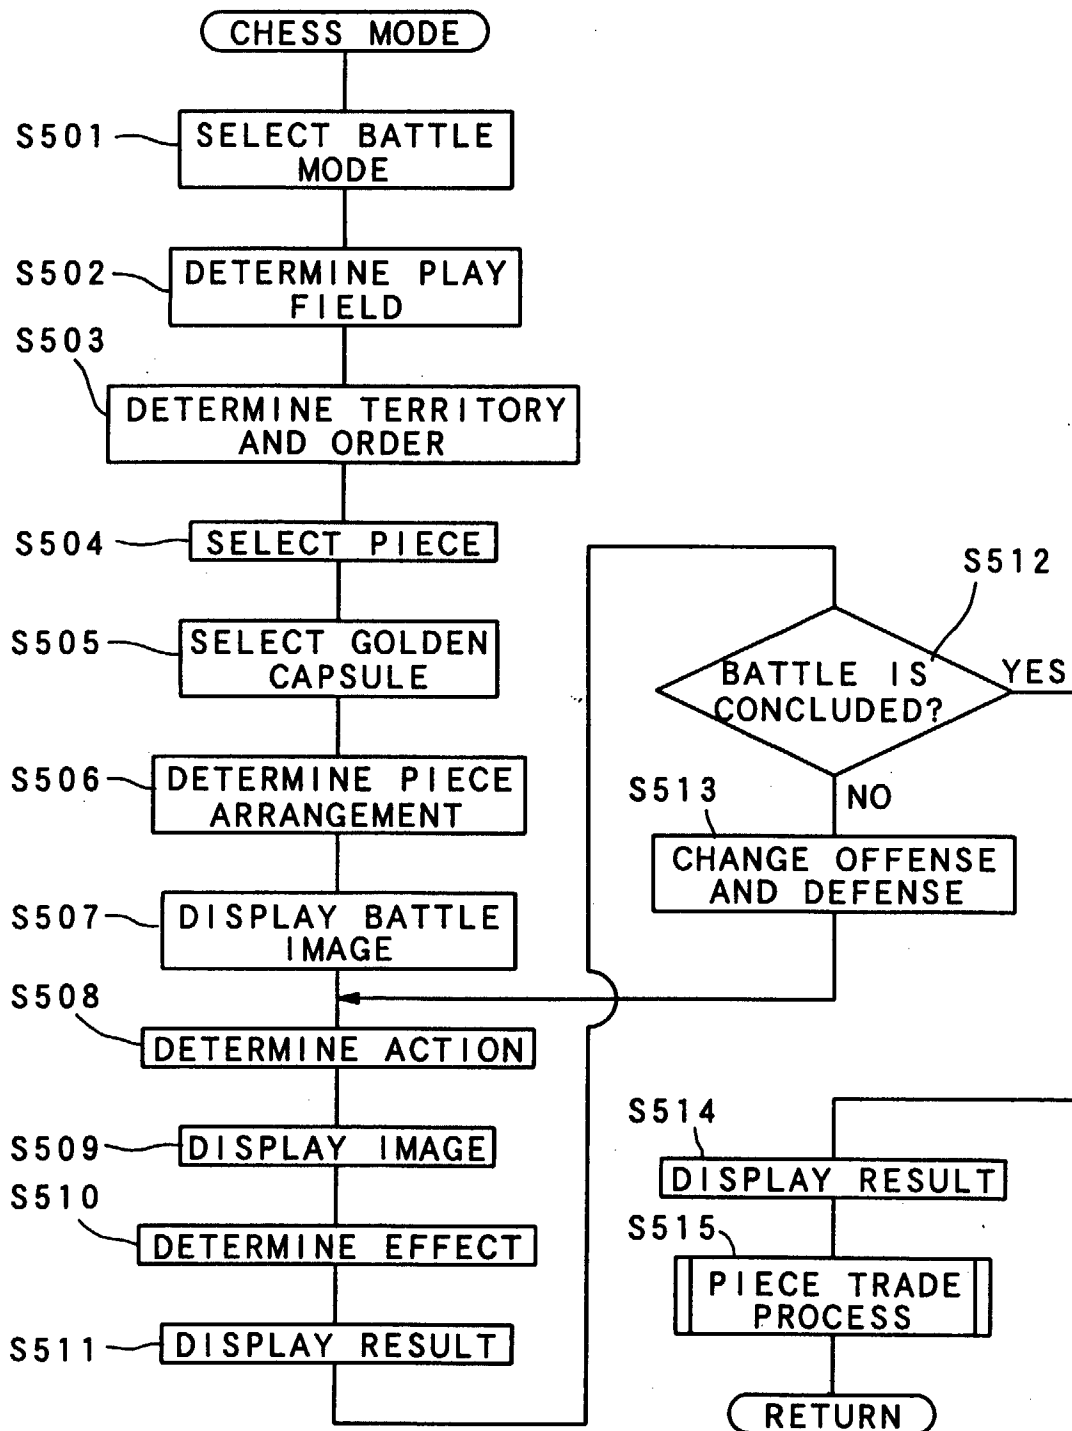 CHESS MODE
S501
SELECT BATTLE
MODE
S502
DETERMINE PLAY
FIELD
S503
DETERMINE TERRITORY
AND ORDER
S504
SELECT PIECE
S505
SELECT GOLDEN
CAPSULE
S506
DETERMINE PIECE
ARRANGEMENT
S507
DISPLAY BATTLE
IMAGE
S508
DETERMINE ACTION
S509
DISPLAY IMAGE
S510
DETERMINE EFFECT
S511
DISPLAY RESULT
S512
BATTLE IS
CONCLUDED?
YES
NO
S513
CHANGE OFFENSE
AND DEFENSE
S514
DISPLAY RESULT
S515
PIECE TRADE
PROCESS
RETURN